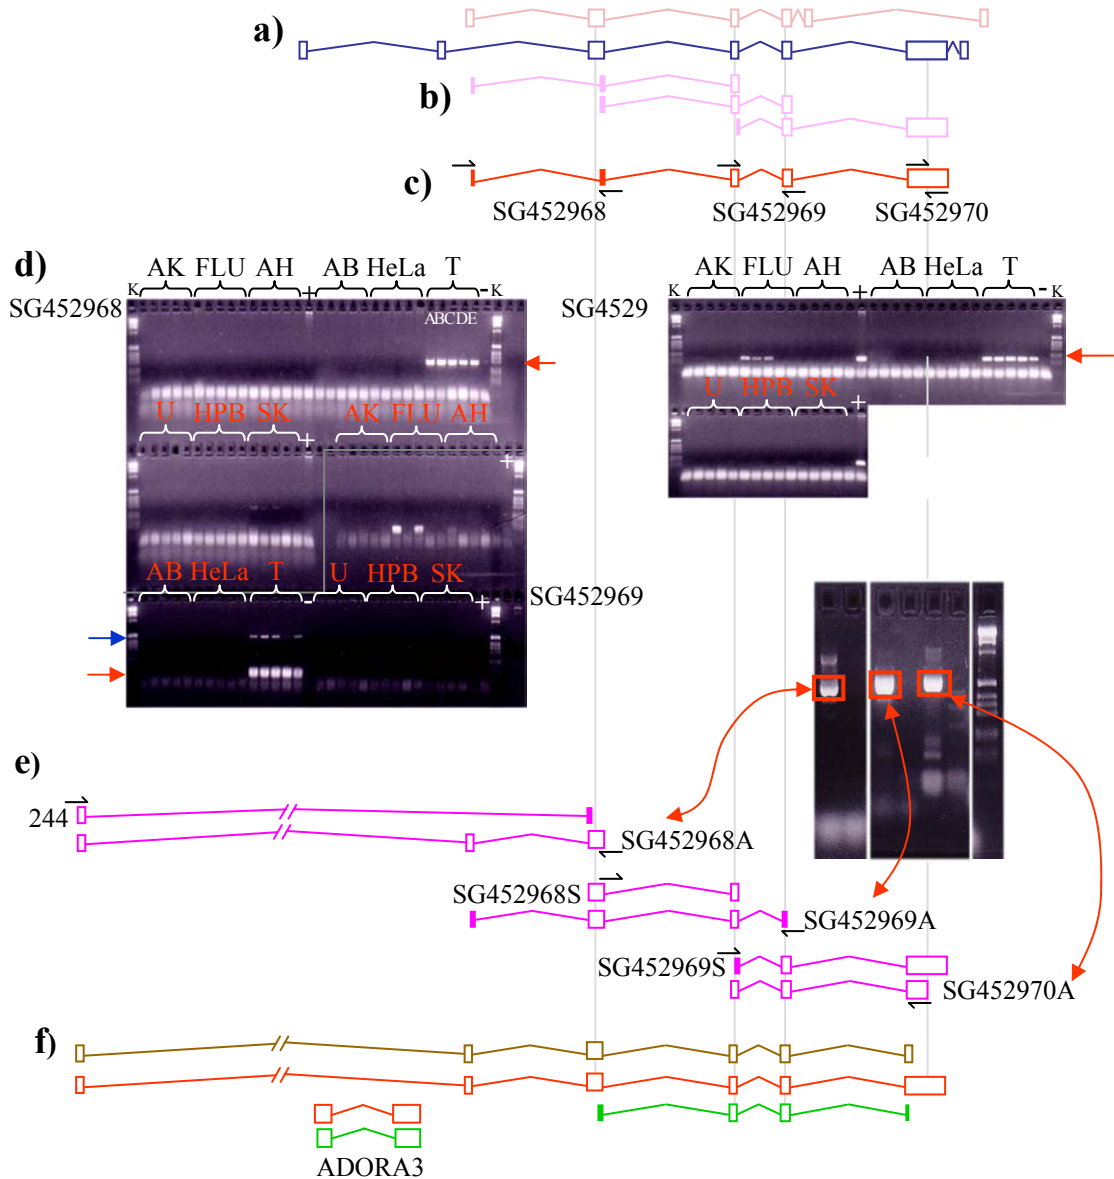 a)
b)
c)
SG452968 SG452969 SG452970
d)
AK FLU AH AB HeLa T
K + - K
SG452968
ABCDE
U HPB SK AK FLU AH
+
+
AB HeLa T U HPB SK
- +
SG452969
AK FLU AH AB HeLa T
K + - K
SG4529
U HPB SK
+
e)
244
SG452968A
SG452968S
SG452969A
SG452969S
SG452970A
f)
ADORA3